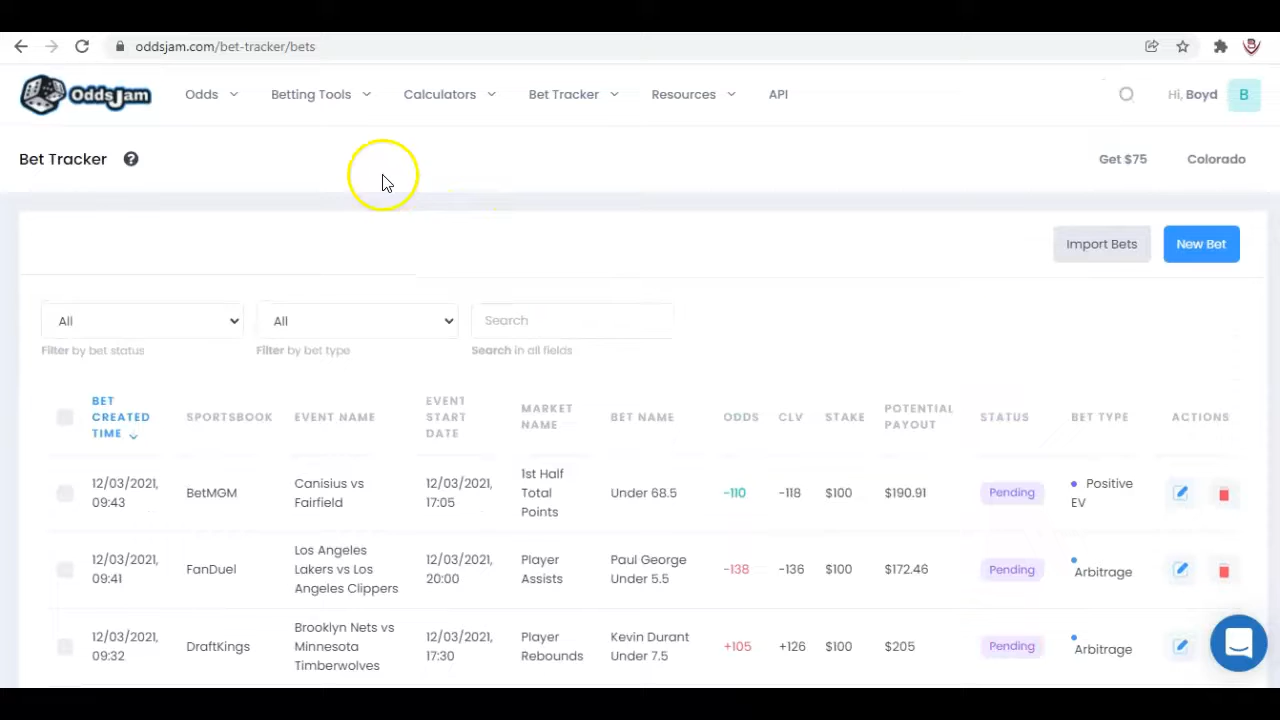 oddsjam.com/bet-tracker/bets
OddsJam Odds Betting Tools Calculators Bet Tracker Resources API Hi, Boyd B
Bet Tracker ? Get $75 Colorado
Import Bets New Bet
All All Search
Filter by bet status Filter by bet type Search in all fields
BET CREATED TIME SPORTSBOOK EVENT NAME EVENT START DATE MARKET NAME BET NAME ODDS CLV STAKE POTENTIAL PAYOUT STATUS BET TYPE ACTIONS
12/03/2021, 09:43 BetMGM Canisius vs Fairfield 12/03/2021, 17:05 1st Half Total Points Under 68.5 -110 -118 $100 $190.91 Pending Positive EV
12/03/2021, 09:41 FanDuel Los Angeles Lakers vs Los Angeles Clippers 12/03/2021, 20:00 Player Assists Paul George Under 5.5 -138 -136 $100 $172.46 Pending Arbitrage
12/03/2021, 09:32 DraftKings Brooklyn Nets vs Minnesota Timberwolves 12/03/2021, 17:30 Player Rebounds Kevin Durant Under 7.5 +105 +126 $100 $205 Pending Arbitrage